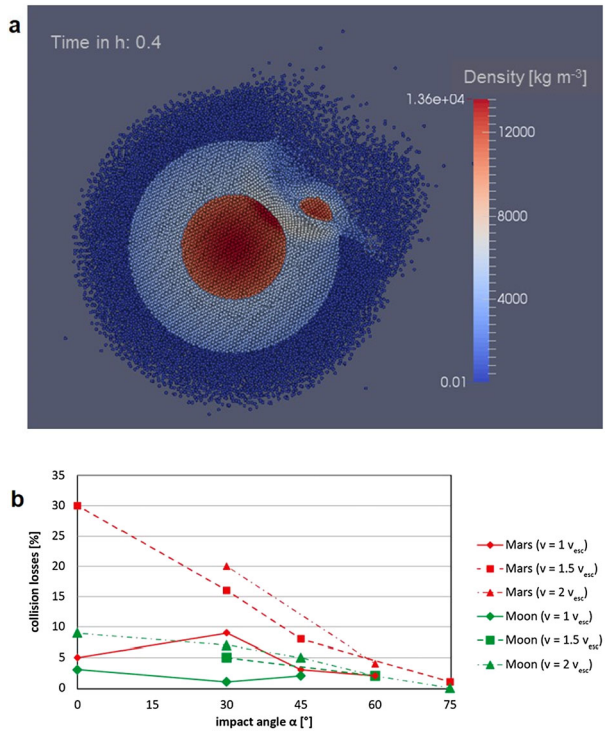 a
Time in h: 0.4
Density [kg m⁻³]
1.36e+04
12000
8000
4000
0.01
b
35
30
25
20
15
10
5
0
collision losses [%]
0 15 30 45 60 75
impact angle α [°]
Mars (v = 1 vesc)
Mars (v = 1.5 vesc)
Mars (v = 2 vesc)
Moon (v = 1 vesc)
Moon (v = 1.5 vesc)
Moon (v = 2 vesc)